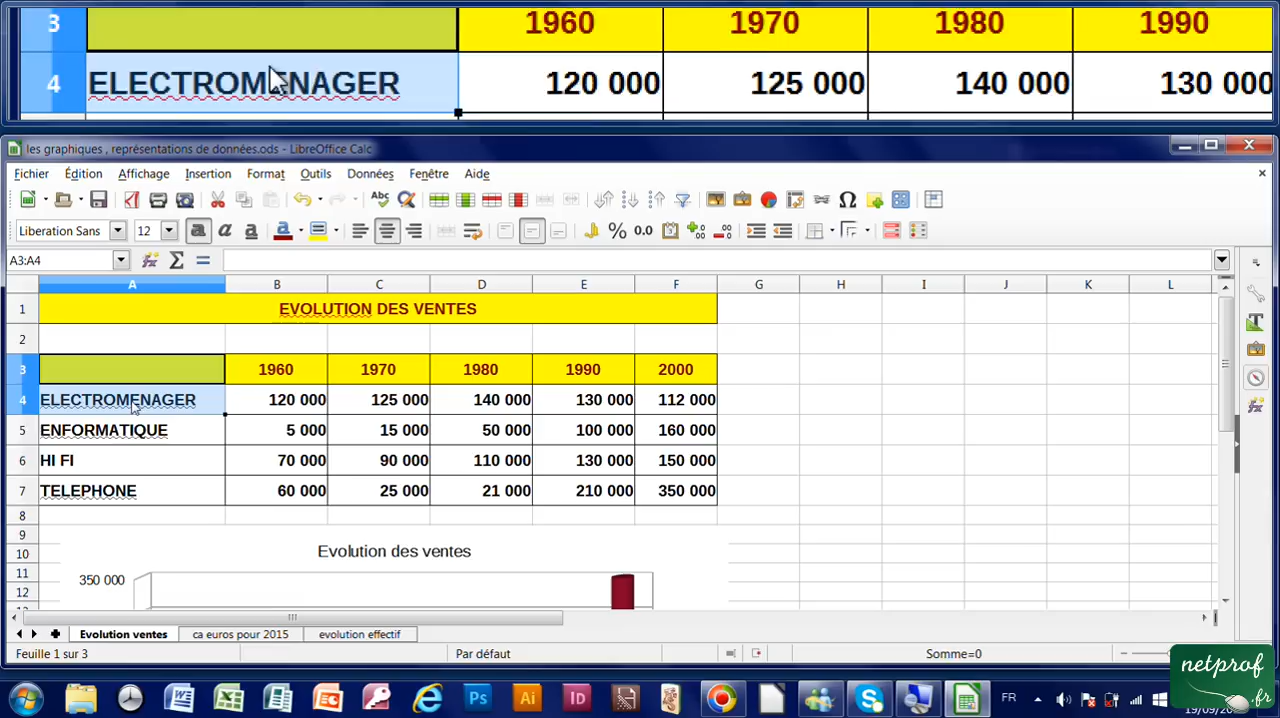 3 1960 1970 1980 1990
4 ELECTROMENAGER 120 000 125 000 140 000 130 000
les graphiques , représentations de données.ods - LibreOffice Calc
Fichier Édition Affichage Insertion Format Outils Données Fenêtre Aide
Liberation Sans 12
A3:A4
A B C D E F G H I J K L
1 EVOLUTION DES VENTES
2
3 1960 1970 1980 1990 2000
4 ELECTROMENAGER 120 000 125 000 140 000 130 000 112 000
5 ENFORMATIQUE 5 000 15 000 50 000 100 000 160 000
6 HI FI 70 000 90 000 110 000 130 000 150 000
7 TELEPHONE 60 000 25 000 21 000 210 000 350 000
8
9
10 Evolution des ventes
11 350 000
12
Evolution ventes ca euros pour 2015 evolution effectif
Feuille 1 sur 3 Par défaut Somme=0
netprof
.fr
FR